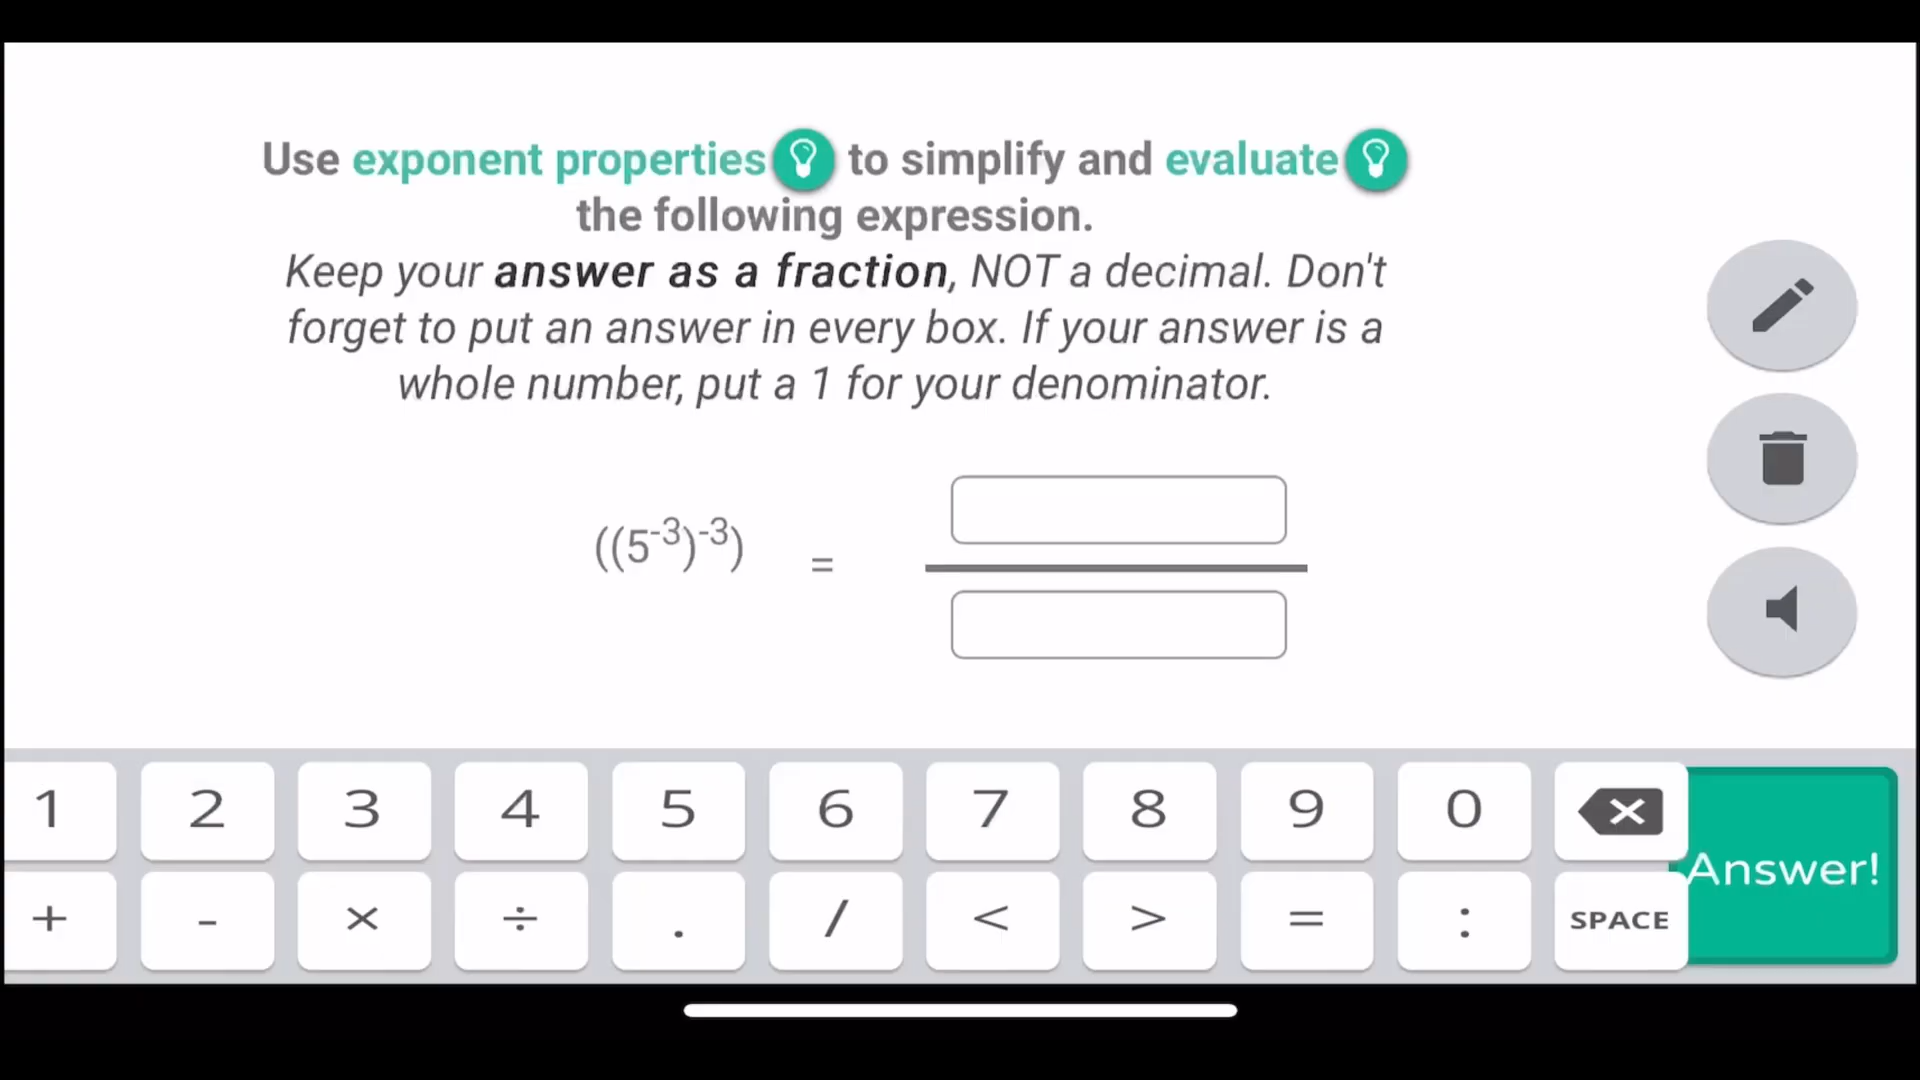 Use exponent properties to simplify and evaluate
the following expression.
Keep your answer as a fraction, NOT a decimal. Don't
forget to put an answer in every box. If your answer is a
whole number, put a 1 for your denominator.
((5⁻³)⁻³) =
1 2 3 4 5 6 7 8 9 0
+ - × ÷ . / < > = : SPACE
Answer!